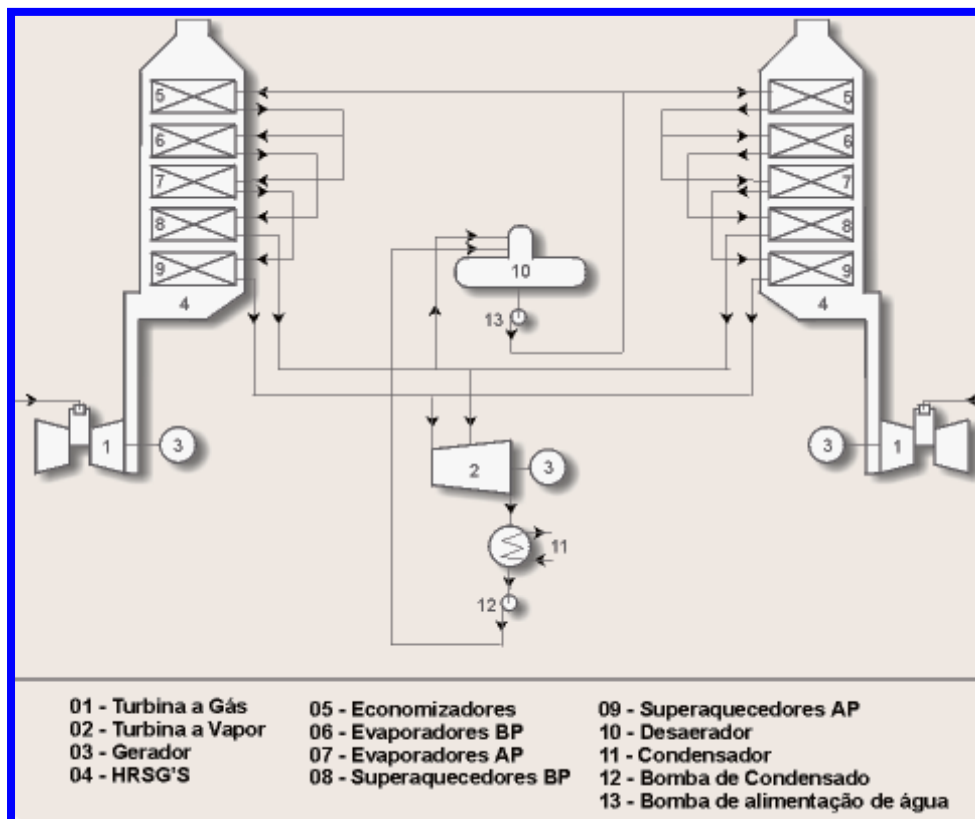 5
5
6
6
7
7
8
8
9
9
10
4
4
13
1
3
3
1
2
3
11
12
01 - Turbina a Gás
02 - Turbina a Vapor
03 - Gerador
04 - HRSG'S
05 - Economizadores
06 - Evaporadores BP
07 - Evaporadores AP
08 - Superaquecedores BP
09 - Superaquecedores AP
10 - Desaerador
11 - Condensador
12 - Bomba de Condensado
13 - Bomba de alimentação de água